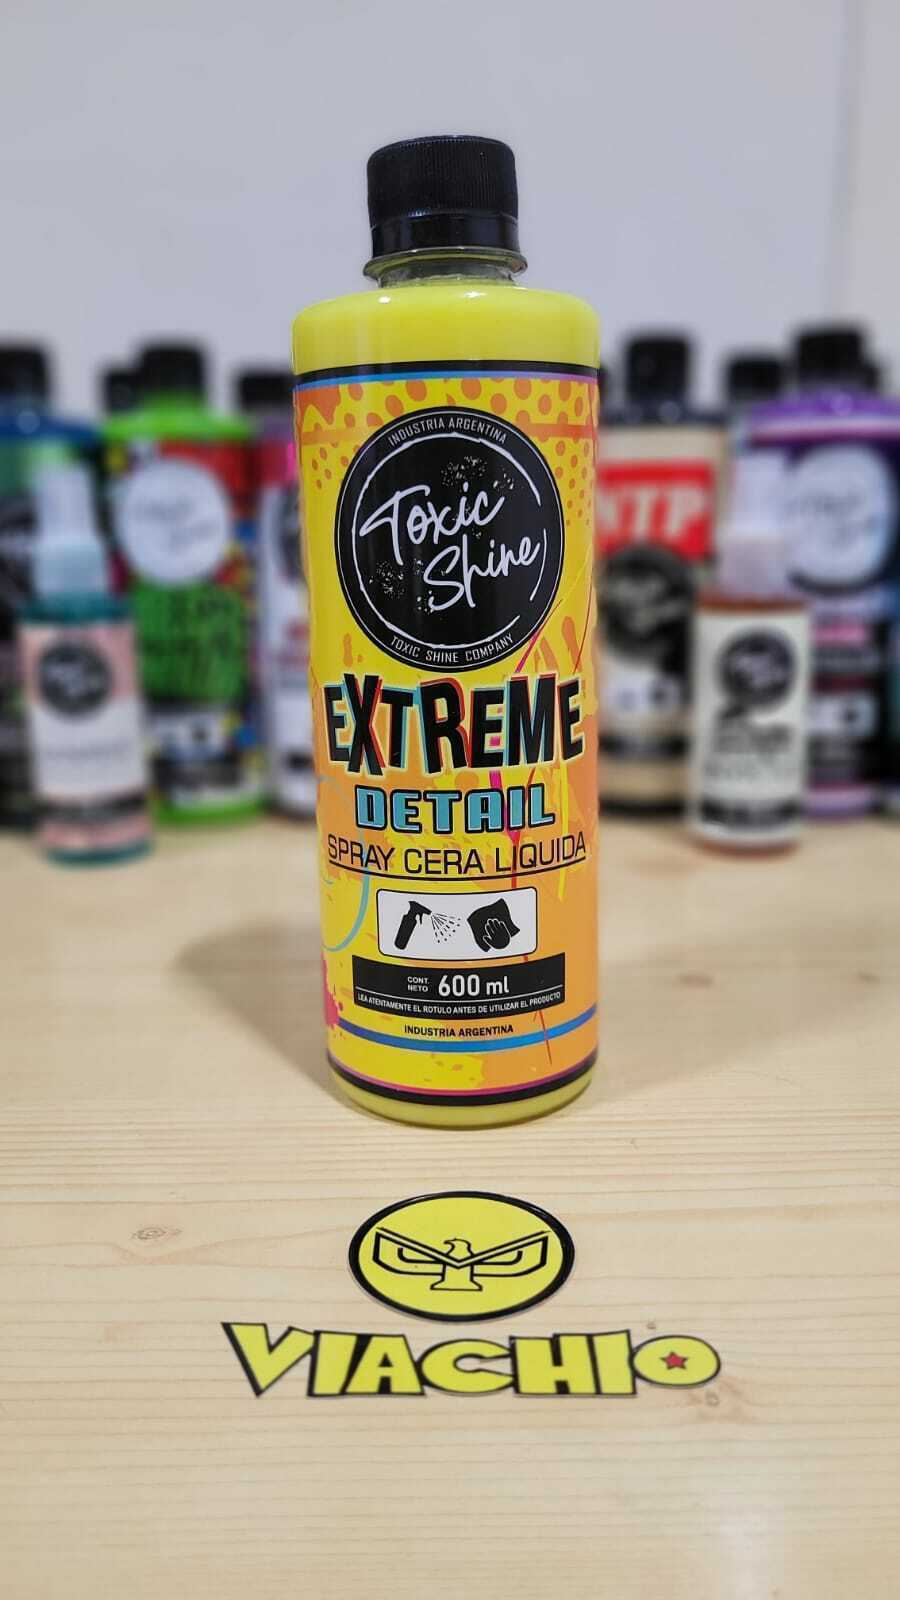 INDUSTRIA ARGENTINA
Toxic
Shine
TOXIC SHINE COMPANY
EXTREME
DETAIL
SPRAY CERA LIQUIDA
CONT.
NETO
600 ml
LEA ATENTAMENTE EL ROTULO ANTES DE UTILIZAR EL PRODUCTO
INDUSTRIA ARGENTINA
VIACHIO